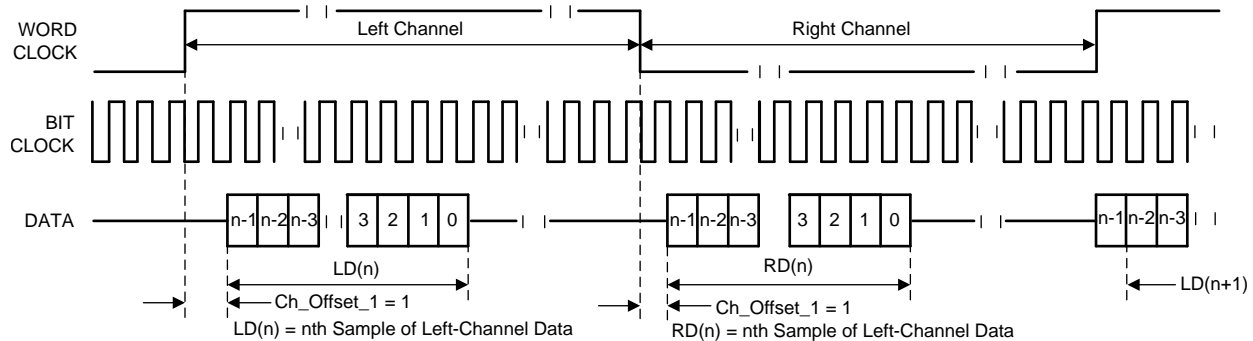 WORD
CLOCK
Left Channel
Right Channel
BIT
CLOCK
DATA
n-1 n-2 n-3 3 2 1 0 n-1 n-2 n-3 3 2 1 0 n-1 n-2 n-3
LD(n)
RD(n)
LD(n+1)
Ch_Offset_1 = 1
Ch_Offset_1 = 1
LD(n) = nth Sample of Left-Channel Data
RD(n) = nth Sample of Left-Channel Data